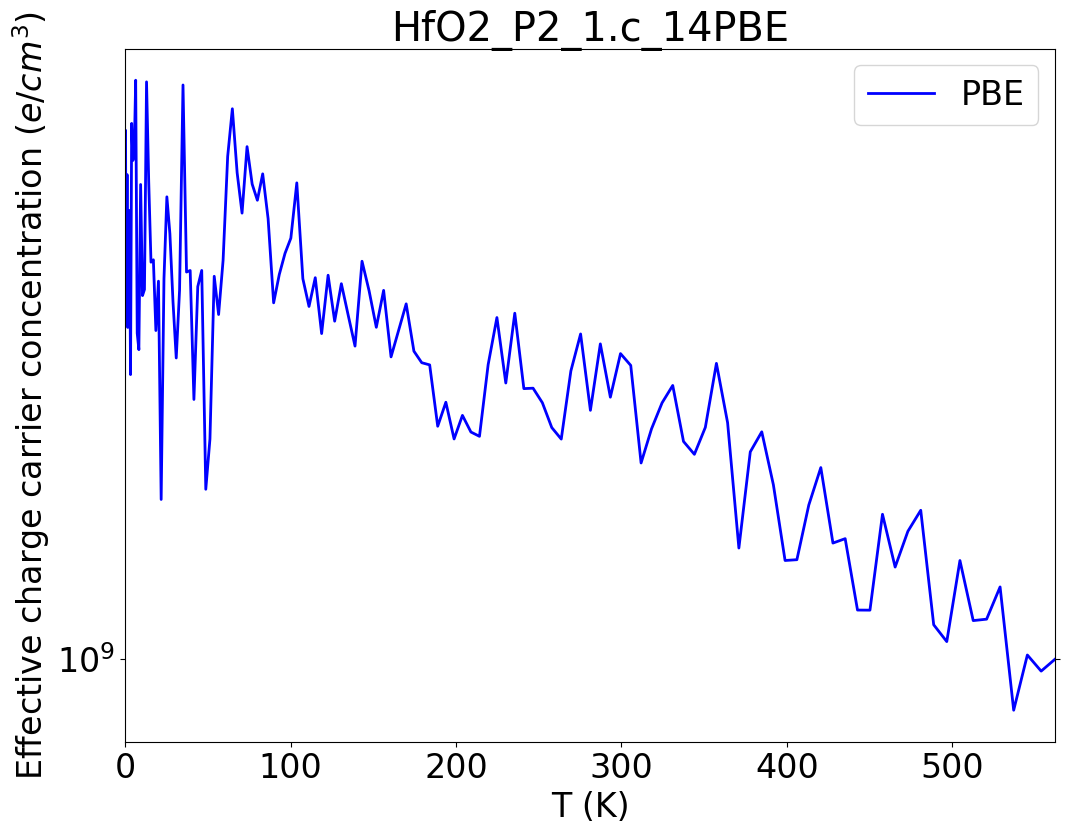 HfO2_P2_1.c_14PBE
Effective charge carrier concentration (e/cm³)
PBE
10⁹
0 100 200 300 400 500
T (K)